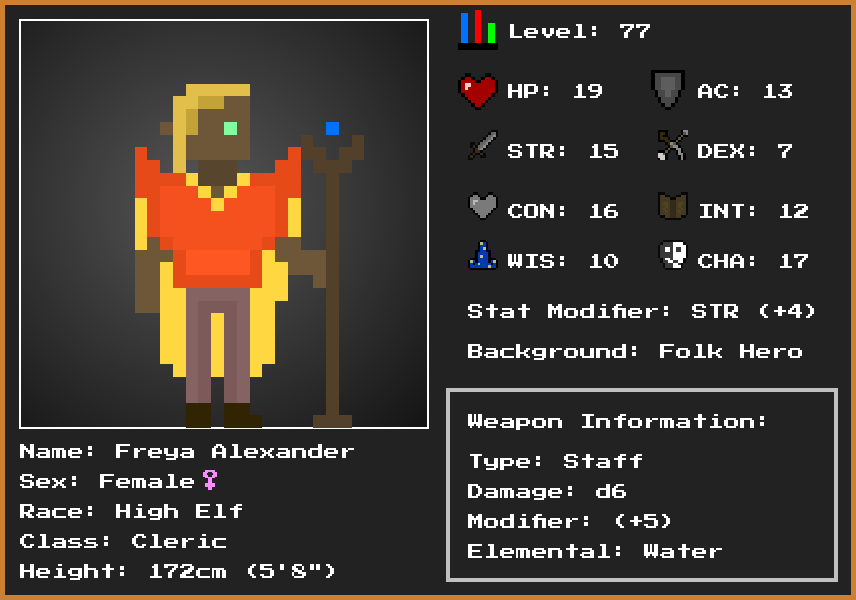 Level: 77
HP: 19 AC: 13
STR: 15 DEX: 7
CON: 16 INT: 12
WIS: 10 CHA: 17
Stat Modifier: STR (+4)
Background: Folk Hero
Weapon Information:
Type: Staff
Damage: d6
Modifier: (+5)
Elemental: Water
Name: Freya Alexander
Sex: Female♀
Race: High Elf
Class: Cleric
Height: 172cm (5'8")